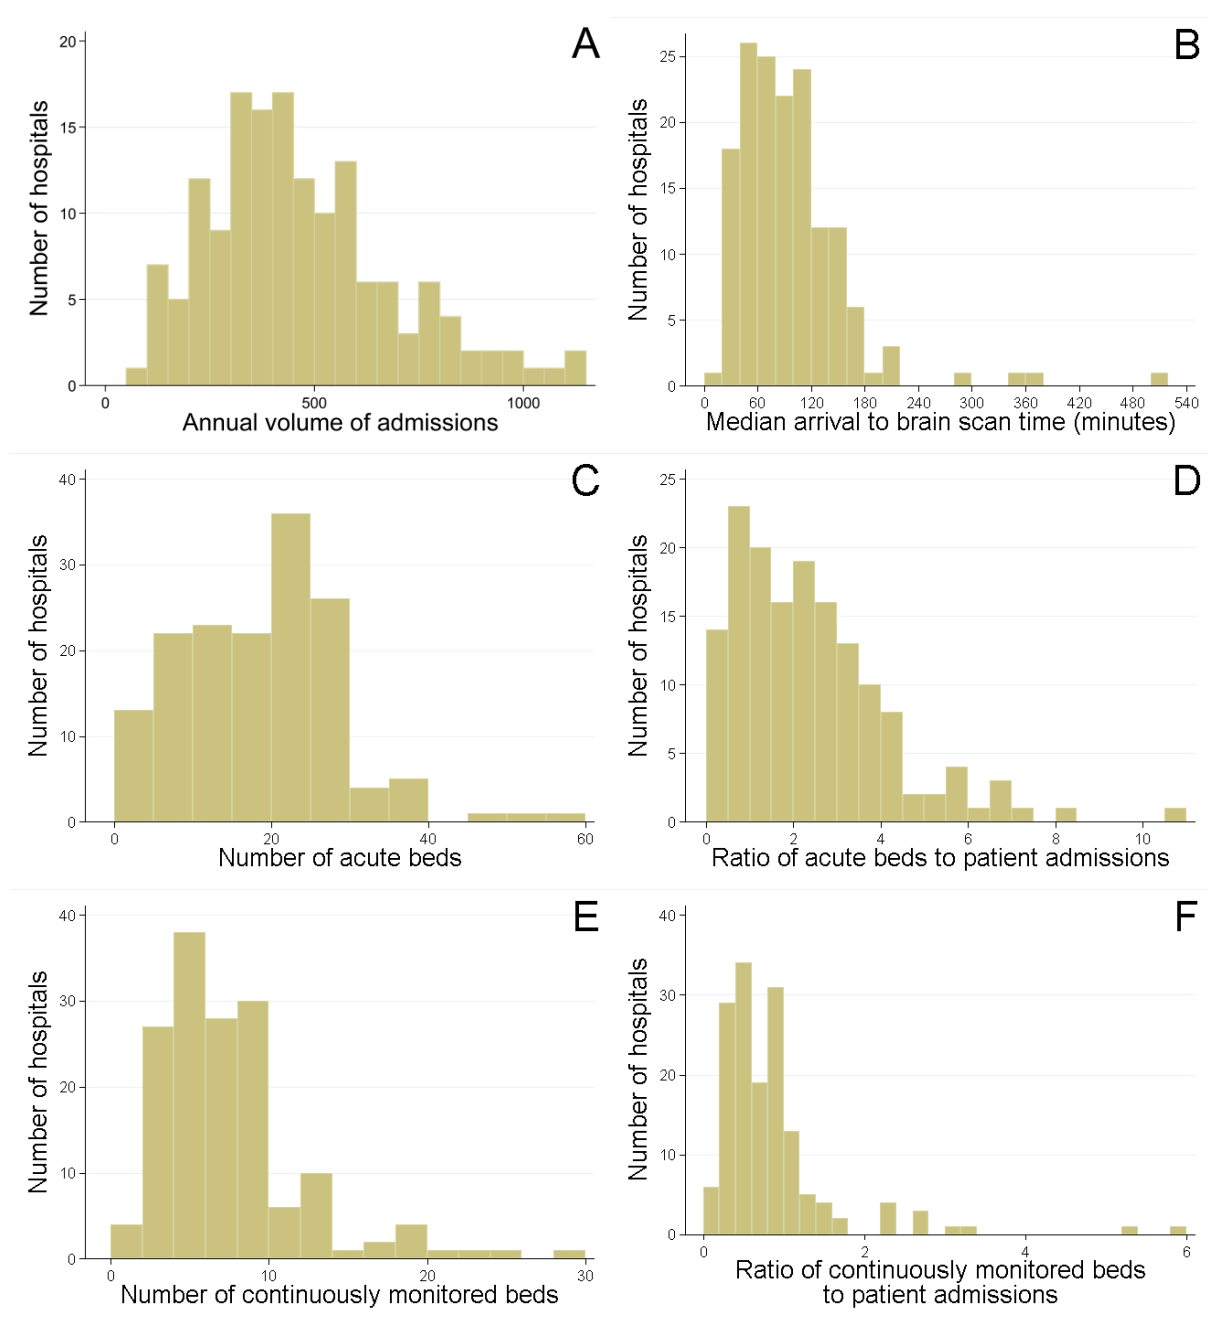 A
Number of hospitals
20
15
10
5
0
0 500 1000
Annual volume of admissions
B
Number of hospitals
25
20
15
10
5
0
0 60 120 180 240 300 360 420 480 540
Median arrival to brain scan time (minutes)
C
Number of hospitals
40
30
20
10
0
0 20 40 60
Number of acute beds
D
Number of hospitals
25
20
15
10
5
0
0 2 4 6 8 10
Ratio of acute beds to patient admissions
E
Number of hospitals
40
30
20
10
0
0 10 20 30
Number of continuously monitored beds
F
Number of hospitals
40
30
20
10
0
0 2 4 6
Ratio of continuously monitored beds
to patient admissions